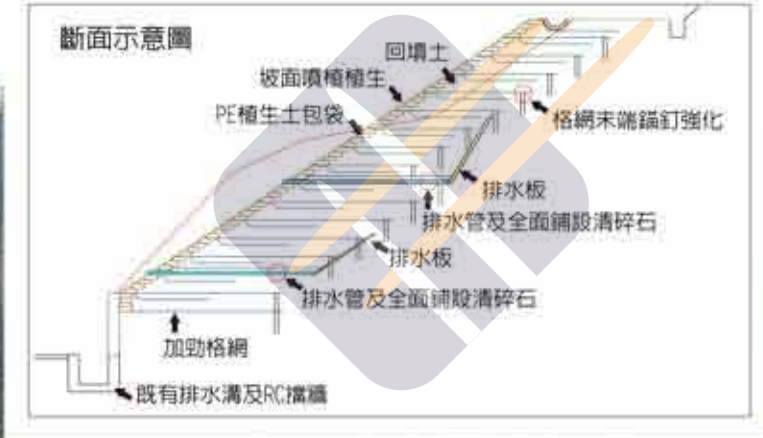 斷面示意圖
回填土
坡面噴植植生
PE植生土包袋
格網末端錨釘強化
排水板
排水管及全面鋪設清碎石
排水板
排水管及全面鋪設清碎石
加勁格網
既有排水溝及RC擋牆